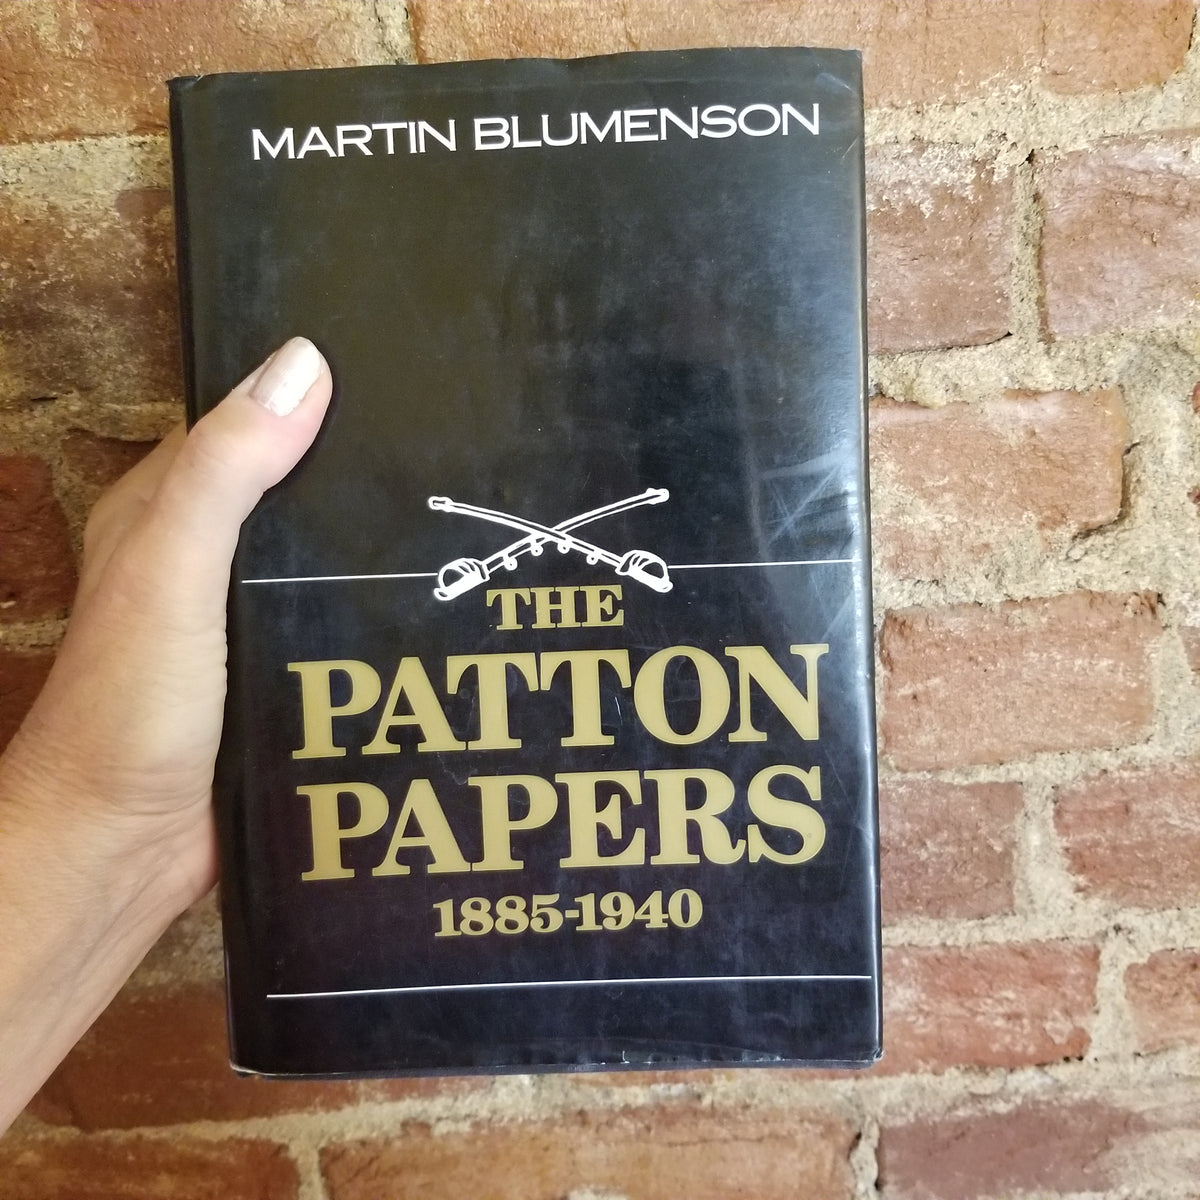 MARTIN BLUMENSON
THE
PATTON
PAPERS
1885-1940